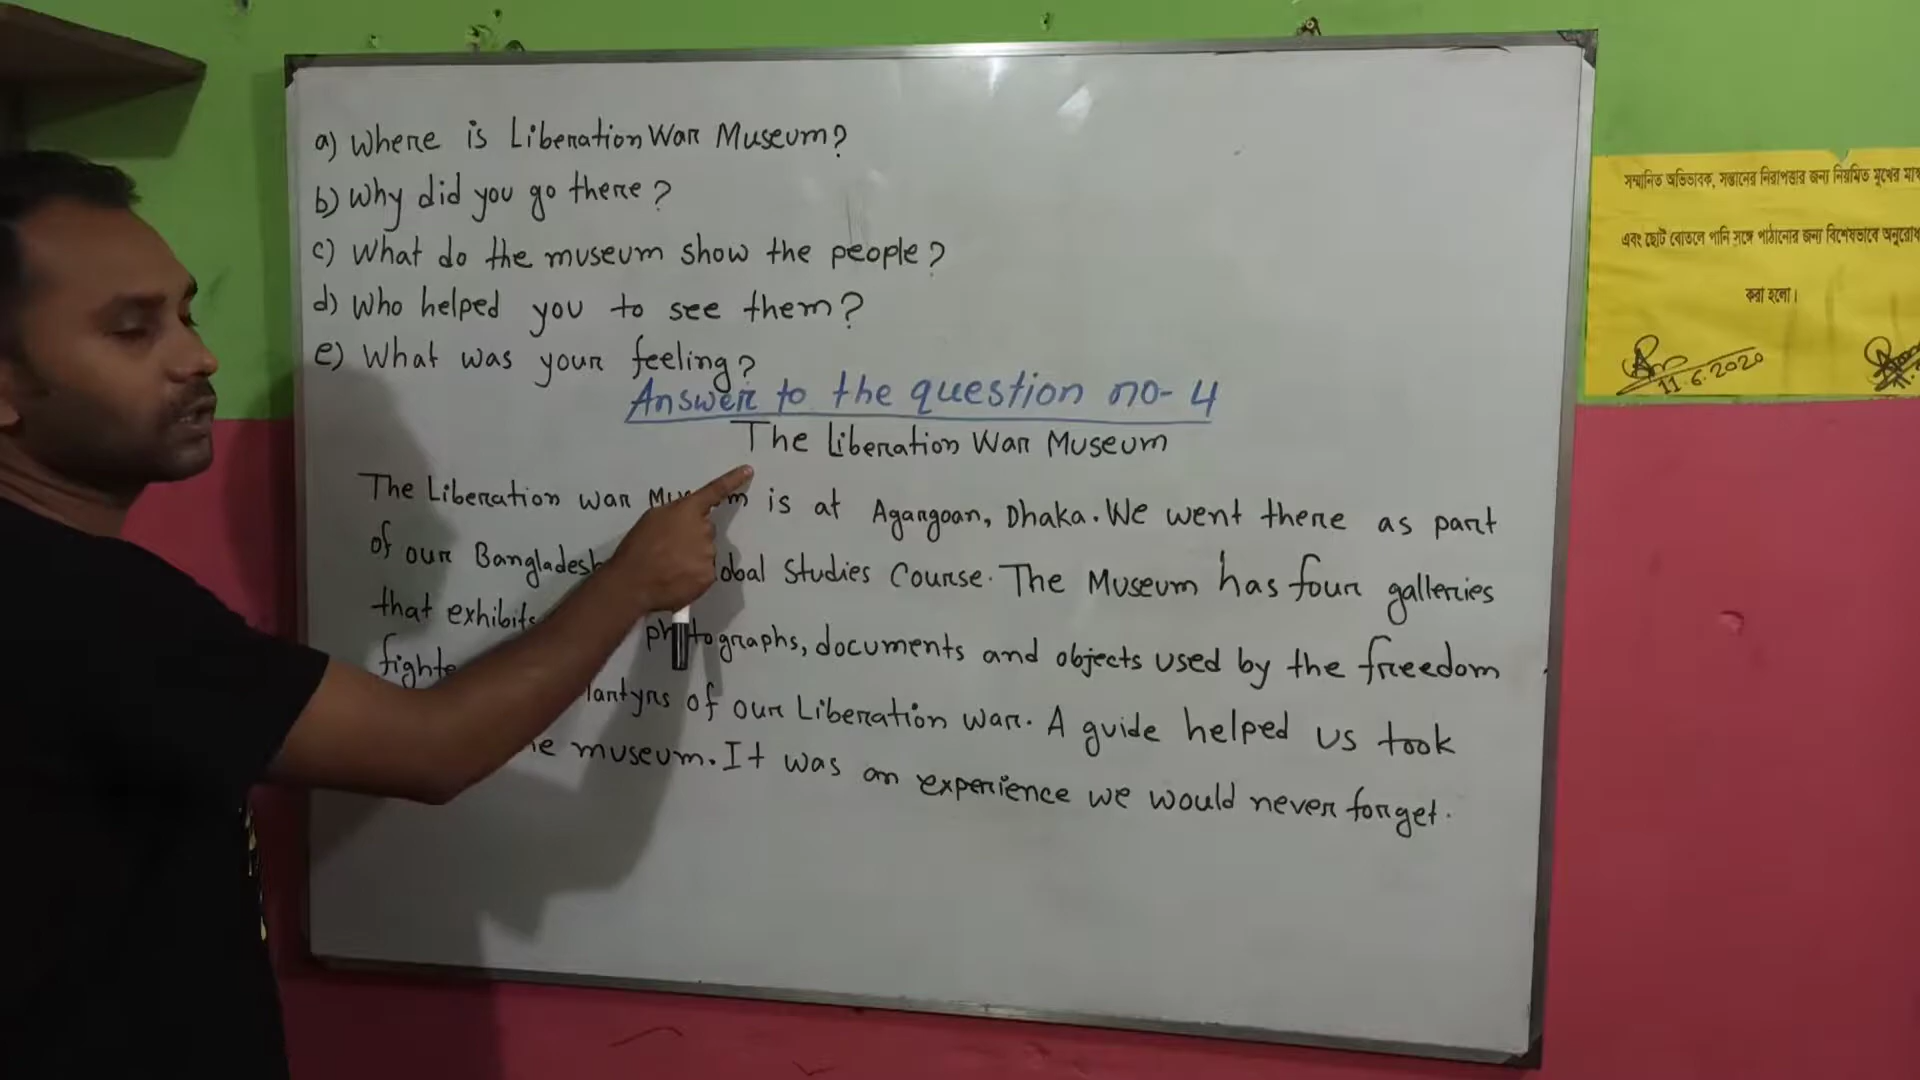 a) Where is Liberation War Museum?
b) Why did you go there?
c) What do the museum show the people?
d) Who helped you to see them?
e) What was your feeling?
Answer to the question no- 4
The Liberation War Museum
The Liberation war is at Agargoan, Dhaka. We went there as part
of our Studies Course. The Museum has four galleries
that photographs, documents and objects used by the freedom
of our Liberation war. A guide helped us took
museum. It was an experience we would never forget.
সম্মানিত অভিভাবক, সন্তানের নিরাপত্তার জন্য নিয়মিত মুখের
এবং ছোট বোতলে পানি সঙ্গে পাঠানোর জন্য বিশেষভাবে
করা হলো।
11.6.2020